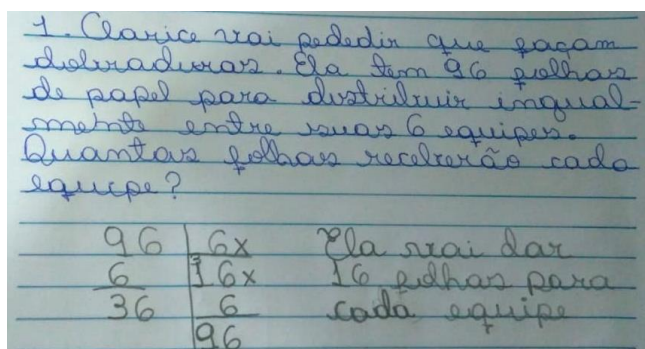 1. Clarice vai pededir que façam
dobraduras. Ela tem 96 folhas
de papel para distribuir ingual-
mente entre suas 6 equipes.
Quantas folhas receberão cada
equipe?
96 6x Ela vai dar
6 16x 16 folhas para
36 6 cada equipe
96